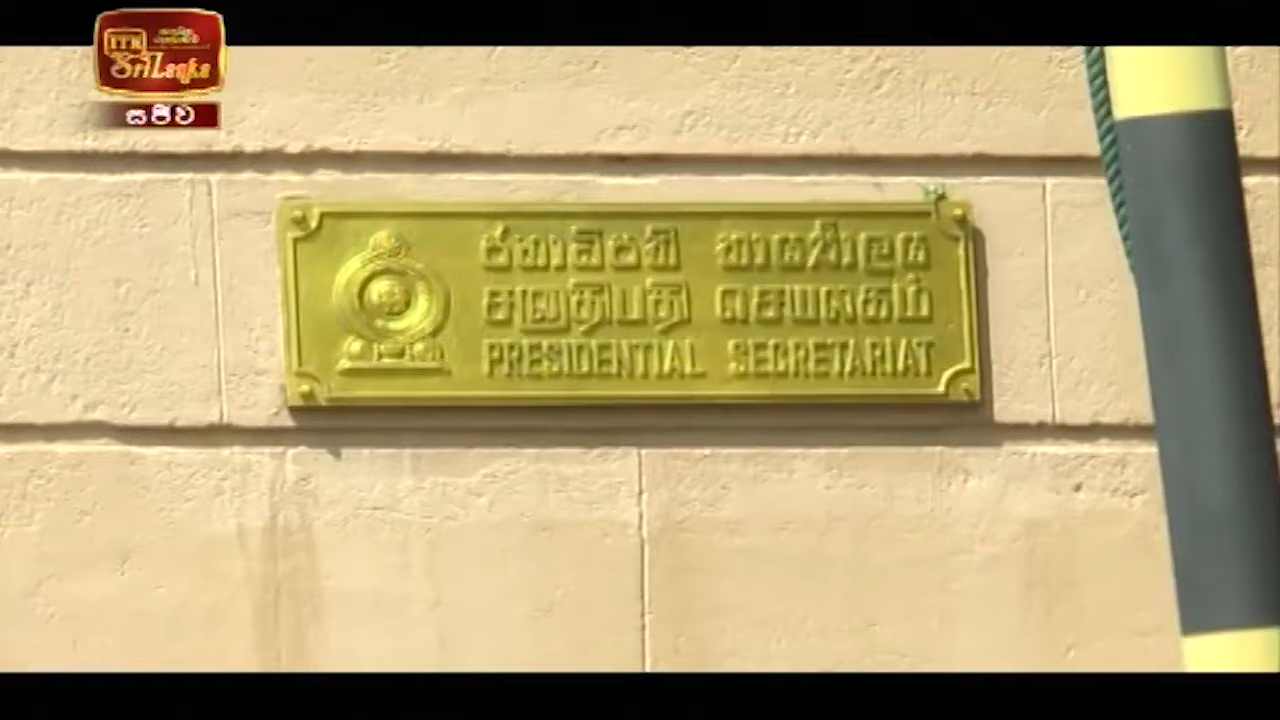 ITN
Sri Lanka
සජීව
ජනාධිපති කාර්යාලය
சனாதிபதி செயலகம்
PRESIDENTIAL SECRETARIAT